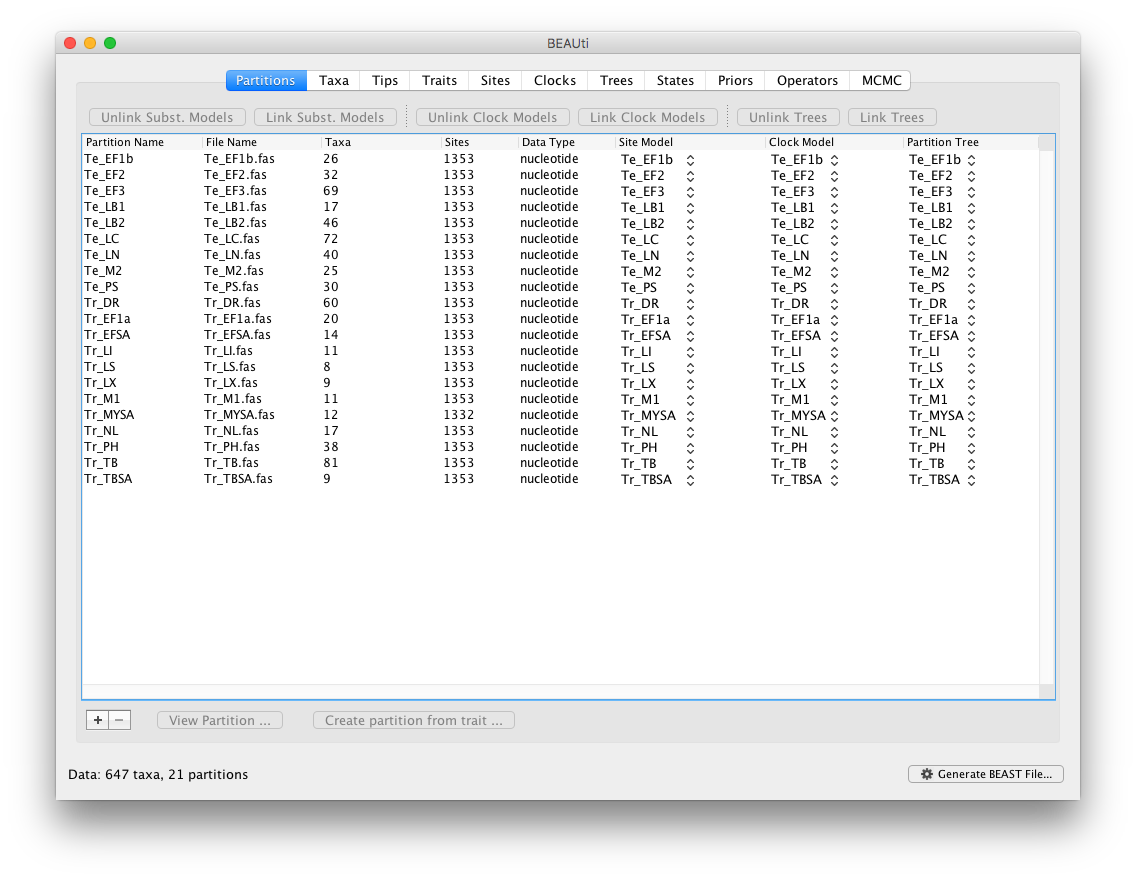 BEAUti
Partitions Taxa Tips Traits Sites Clocks Trees States Priors Operators MCMC
Unlink Subst. Models Link Subst. Models Unlink Clock Models Link Clock Models Unlink Trees Link Trees
Partition Name File Name Taxa Sites Data Type Site Model Clock Model Partition Tree
Te_EF1b Te_EF1b.fas 26 1353 nucleotide Te_EF1b Te_EF1b Te_EF1b
Te_EF2 Te_EF2.fas 32 1353 nucleotide Te_EF2 Te_EF2 Te_EF2
Te_EF3 Te_EF3.fas 69 1353 nucleotide Te_EF3 Te_EF3 Te_EF3
Te_LB1 Te_LB1.fas 17 1353 nucleotide Te_LB1 Te_LB1 Te_LB1
Te_LB2 Te_LB2.fas 46 1353 nucleotide Te_LB2 Te_LB2 Te_LB2
Te_LC Te_LC.fas 72 1353 nucleotide Te_LC Te_LC Te_LC
Te_LN Te_LN.fas 40 1353 nucleotide Te_LN Te_LN Te_LN
Te_M2 Te_M2.fas 25 1353 nucleotide Te_M2 Te_M2 Te_M2
Te_PS Te_PS.fas 30 1353 nucleotide Te_PS Te_PS Te_PS
Tr_DR Tr_DR.fas 60 1353 nucleotide Tr_DR Tr_DR Tr_DR
Tr_EF1a Tr_EF1a.fas 20 1353 nucleotide Tr_EF1a Tr_EF1a Tr_EF1a
Tr_EFSA Tr_EFSA.fas 14 1353 nucleotide Tr_EFSA Tr_EFSA Tr_EFSA
Tr_LI Tr_LI.fas 11 1353 nucleotide Tr_LI Tr_LI Tr_LI
Tr_LS Tr_LS.fas 8 1353 nucleotide Tr_LS Tr_LS Tr_LS
Tr_LX Tr_LX.fas 9 1353 nucleotide Tr_LX Tr_LX Tr_LX
Tr_M1 Tr_M1.fas 11 1353 nucleotide Tr_M1 Tr_M1 Tr_M1
Tr_MYSA Tr_MYSA.fas 12 1332 nucleotide Tr_MYSA Tr_MYSA Tr_MYSA
Tr_NL Tr_NL.fas 17 1353 nucleotide Tr_NL Tr_NL Tr_NL
Tr_PH Tr_PH.fas 38 1353 nucleotide Tr_PH Tr_PH Tr_PH
Tr_TB Tr_TB.fas 81 1353 nucleotide Tr_TB Tr_TB Tr_TB
Tr_TBSA Tr_TBSA.fas 9 1353 nucleotide Tr_TBSA Tr_TBSA Tr_TBSA
+ − View Partition ... Create partition from trait ...
Data: 647 taxa, 21 partitions Generate BEAST File...